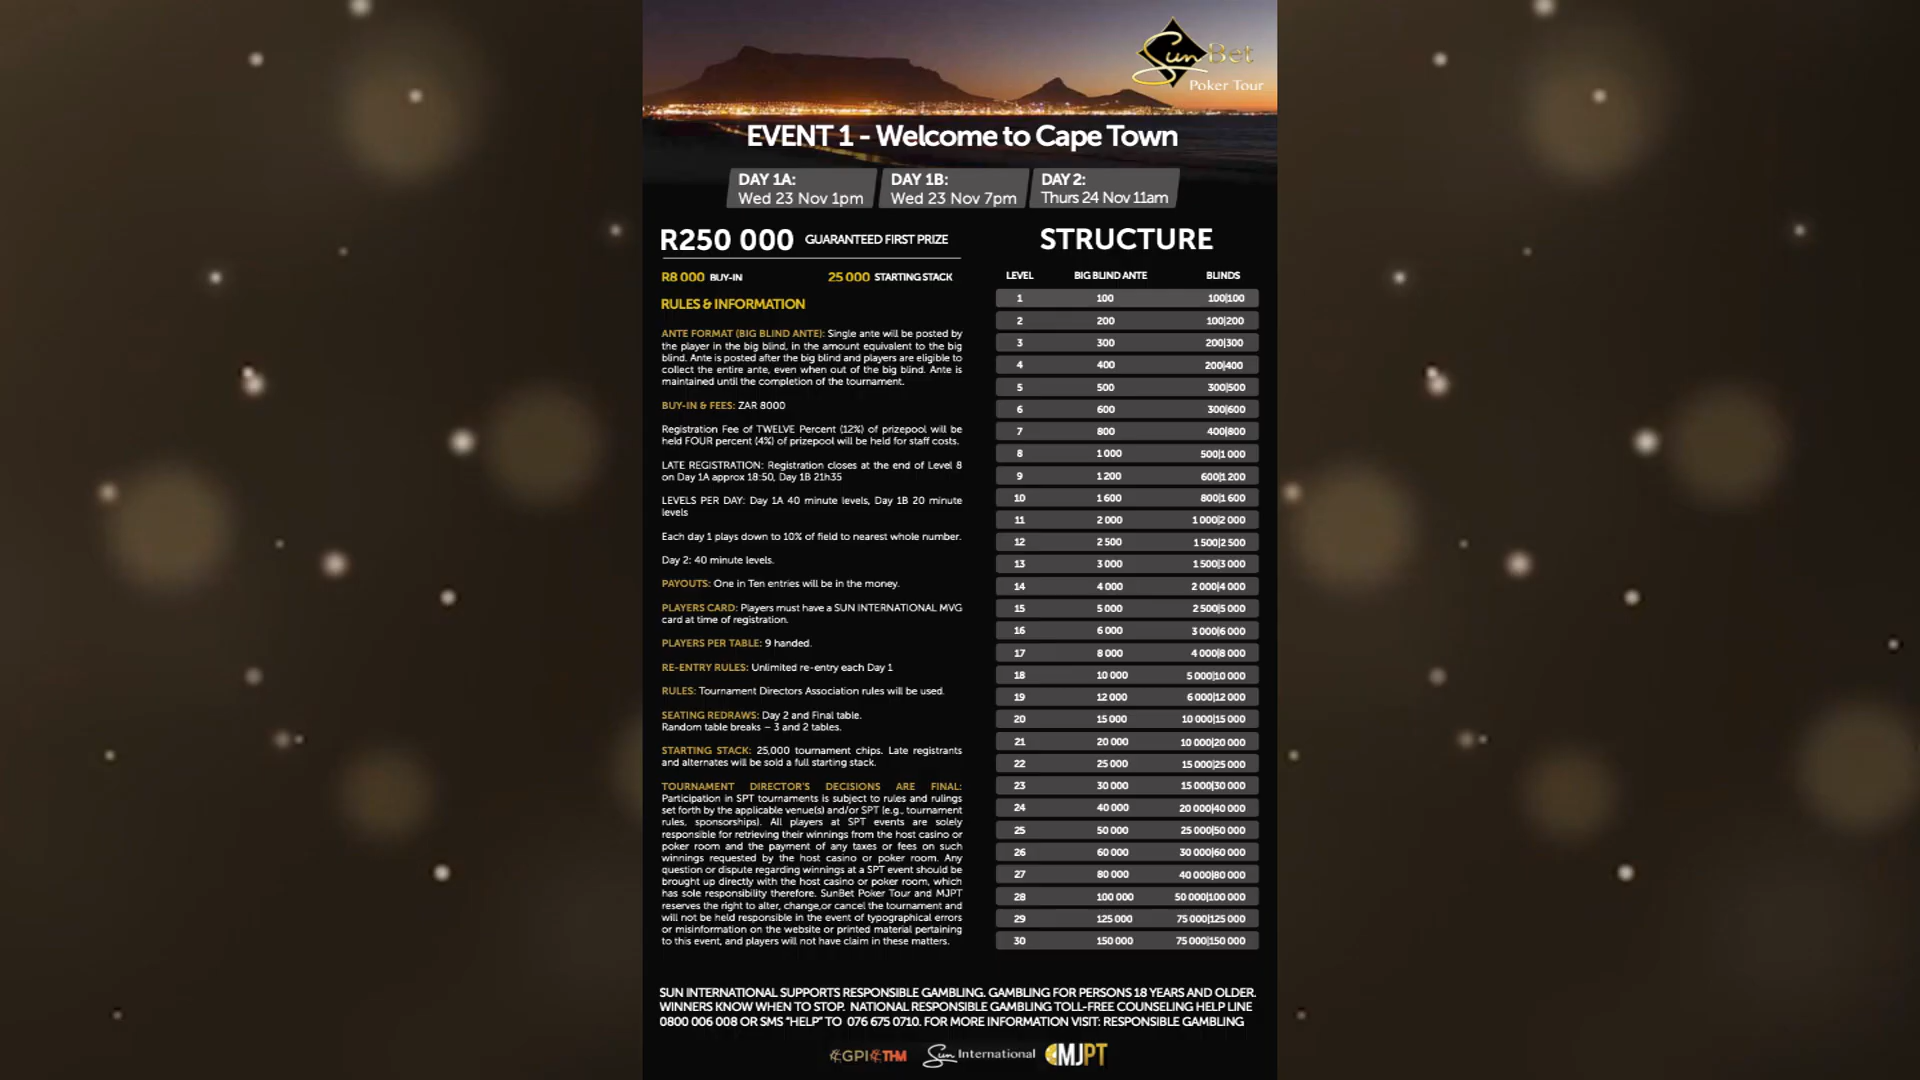 Sun Bet
Poker Tour
EVENT 1 - Welcome to Cape Town
DAY 1A:
Wed 23 Nov 1pm
DAY 1B:
Wed 23 Nov 7pm
DAY 2:
Thurs 24 Nov 11am
R250 000 GUARANTEED FIRST PRIZE
R8 000 BUY-IN 25 000 STARTING STACK
RULES & INFORMATION
ANTE FORMAT (BIG BLIND ANTE): Single ante will be posted by
the player in the big blind, in the amount equivalent to the big
blind. Ante is posted after the big blind and players are eligible to
collect the entire ante, even when out of the big blind. Ante is
maintained until the completion of the tournament.
BUY-IN & FEES: ZAR 8000
Registration Fee of TWELVE Percent (12%) of prizepool will be
held FOUR percent (4%) of prizepool will be held for staff costs.
LATE REGISTRATION: Registration closes at the end of Level 8
on Day 1A approx 18:50, Day 1B 21h35
LEVELS PER DAY: Day 1A 40 minute levels, Day 1B 20 minute
levels
Each day 1 plays down to 10% of field to nearest whole number.
Day 2: 40 minute levels.
PAYOUTS: One in Ten entries will be in the money.
PLAYERS CARD: Players must have a SUN INTERNATIONAL MVG
card at time of registration.
PLAYERS PER TABLE: 9 handed.
RE-ENTRY RULES: Unlimited re-entry each Day 1
RULES: Tournament Directors Association rules will be used.
SEATING REDRAWS: Day 2 and Final table.
Random table breaks – 3 and 2 tables.
STARTING STACK: 25,000 tournament chips. Late registrants
and alternates will be sold a full starting stack.
TOURNAMENT DIRECTOR'S DECISIONS ARE FINAL:
Participation in SPT tournaments is subject to rules and rulings
set forth by the applicable venue(s) and/or SPT (e.g., tournament
rules, sponsorships). All players at SPT events are solely
responsible for retrieving their winnings from the host casino or
poker room and the payment of any taxes or fees on such
winnings requested by the host casino or poker room. Any
question or dispute regarding winnings at a SPT event should be
brought up directly with the host casino or poker room, which
has sole responsibility therefore. SunBet Poker Tour and MJPT
reserves the right to alter, change,or cancel the tournament and
will not be held responsible in the event of typographical errors
or misinformation on the website or printed material pertaining
to this event, and players will not have claim in these matters.
STRUCTURE
LEVEL BIG BLIND ANTE BLINDS
1 100 100|100
2 200 100|200
3 300 200|300
4 400 200|400
5 500 300|500
6 600 300|600
7 800 400|800
8 1 000 500|1 000
9 1 200 600|1 200
10 1 600 800|1 600
11 2 000 1 000|2 000
12 2 500 1 500|2 500
13 3 000 1 500|3 000
14 4 000 2 000|4 000
15 5 000 2 500|5 000
16 6 000 3 000|6 000
17 8 000 4 000|8 000
18 10 000 5 000|10 000
19 12 000 6 000|12 000
20 15 000 10 000|15 000
21 20 000 10 000|20 000
22 25 000 15 000|25 000
23 30 000 15 000|30 000
24 40 000 20 000|40 000
25 50 000 25 000|50 000
26 60 000 30 000|60 000
27 80 000 40 000|80 000
28 100 000 50 000|100 000
29 125 000 75 000|125 000
30 150 000 75 000|150 000
SUN INTERNATIONAL SUPPORTS RESPONSIBLE GAMBLING. GAMBLING FOR PERSONS 18 YEARS AND OLDER.
WINNERS KNOW WHEN TO STOP. NATIONAL RESPONSIBLE GAMBLING TOLL-FREE COUNSELING HELP LINE
0800 006 008 OR SMS "HELP" TO 076 675 0710. FOR MORE INFORMATION VISIT: RESPONSIBLE GAMBLING
GPI THM Sun International MJPT